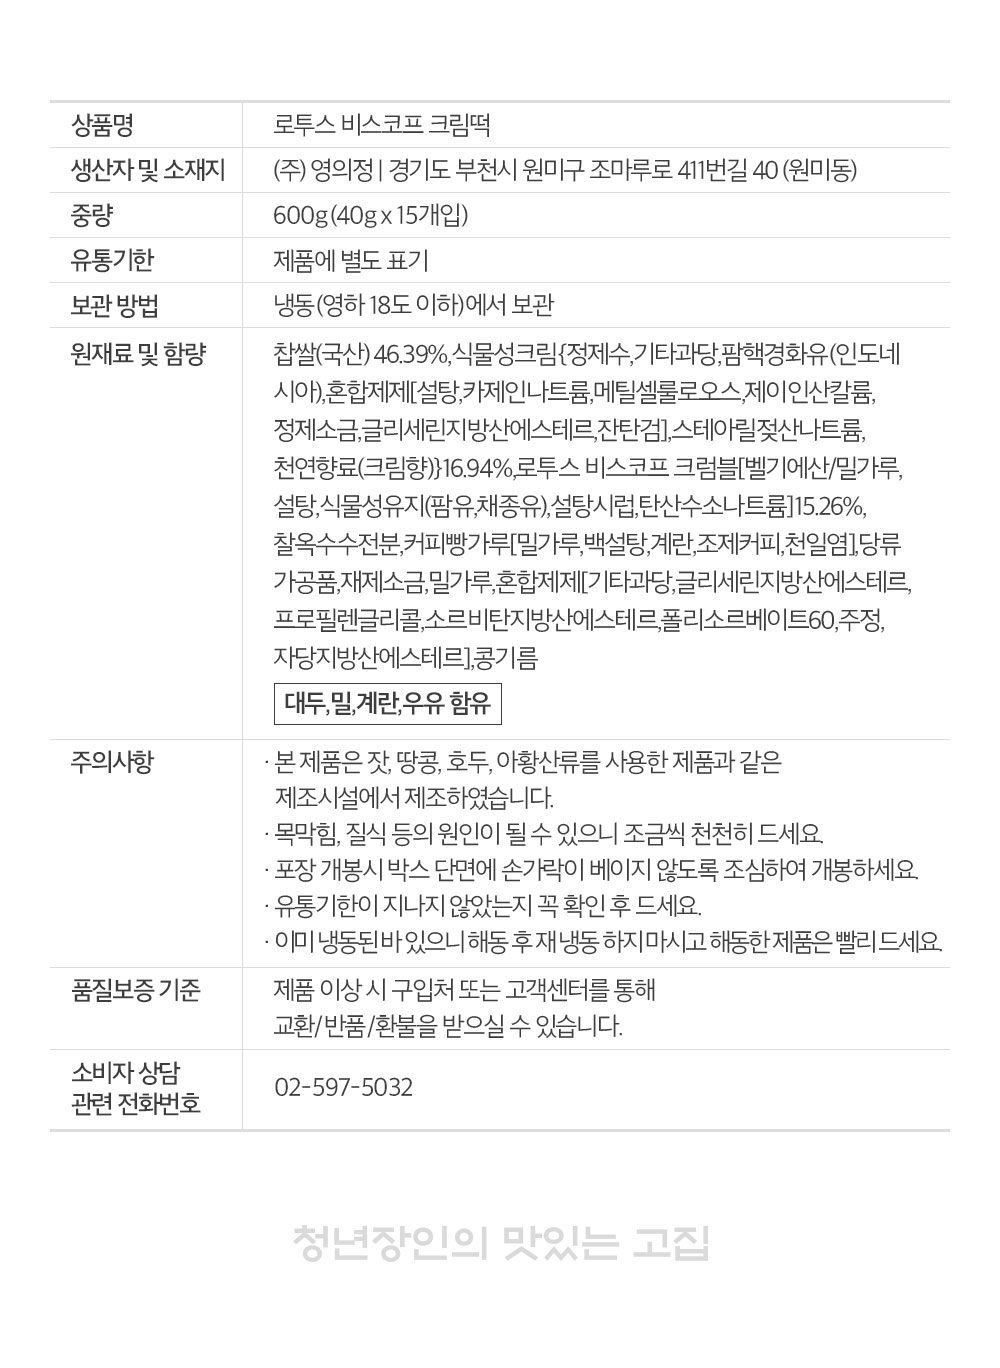 상품명 로투스 비스코프 크림떡
생산자 및 소재지 (주) 영의정 | 경기도 부천시 원미구 조마루로 411번길 40 (원미동)
중량 600g(40g x 15개입)
유통기한 제품에 별도 표기
보관 방법 냉동(영하 18도 이하)에서 보관
원재료 및 함량 찹쌀(국산) 46.39%,식물성크림{정제수,기타과당,팜핵경화유(인도네
시아),혼합제제[설탕,카제인나트륨,메틸셀룰로오스,제이인산칼륨,
정제소금,글리세린지방산에스테르,잔탄검],스테아릴젖산나트륨,
천연향료(크림향)}16.94%,로투스 비스코프 크럼블[벨기에산/밀가루,
설탕,식물성유지(팜유,채종유),설탕시럽,탄산수소나트륨]15.26%,
찰옥수수전분,커피빵가루[밀가루,백설탕,계란,조제커피,천일염],당류
가공품,재제소금,밀가루,혼합제제[기타과당,글리세린지방산에스테르,
프로필렌글리콜,소르비탄지방산에스테르,폴리소르베이트60,주정,
자당지방산에스테르],콩기름
대두,밀,계란,우유 함유
주의사항 · 본 제품은 잣, 땅콩, 호두, 아황산류를 사용한 제품과 같은
제조시설에서 제조하였습니다.
· 목막힘, 질식 등의 원인이 될 수 있으니 조금씩 천천히 드세요.
· 포장 개봉시 박스 단면에 손가락이 베이지 않도록 조심하여 개봉하세요.
· 유통기한이 지나지 않았는지 꼭 확인 후 드세요.
· 이미 냉동된 바 있으니 해동 후 재 냉동 하지 마시고 해동한 제품은 빨리 드세요.
품질보증 기준 제품 이상 시 구입처 또는 고객센터를 통해
교환/반품/환불을 받으실 수 있습니다.
소비자 상담
관련 전화번호 02-597-5032
청년장인의 맛있는 고집